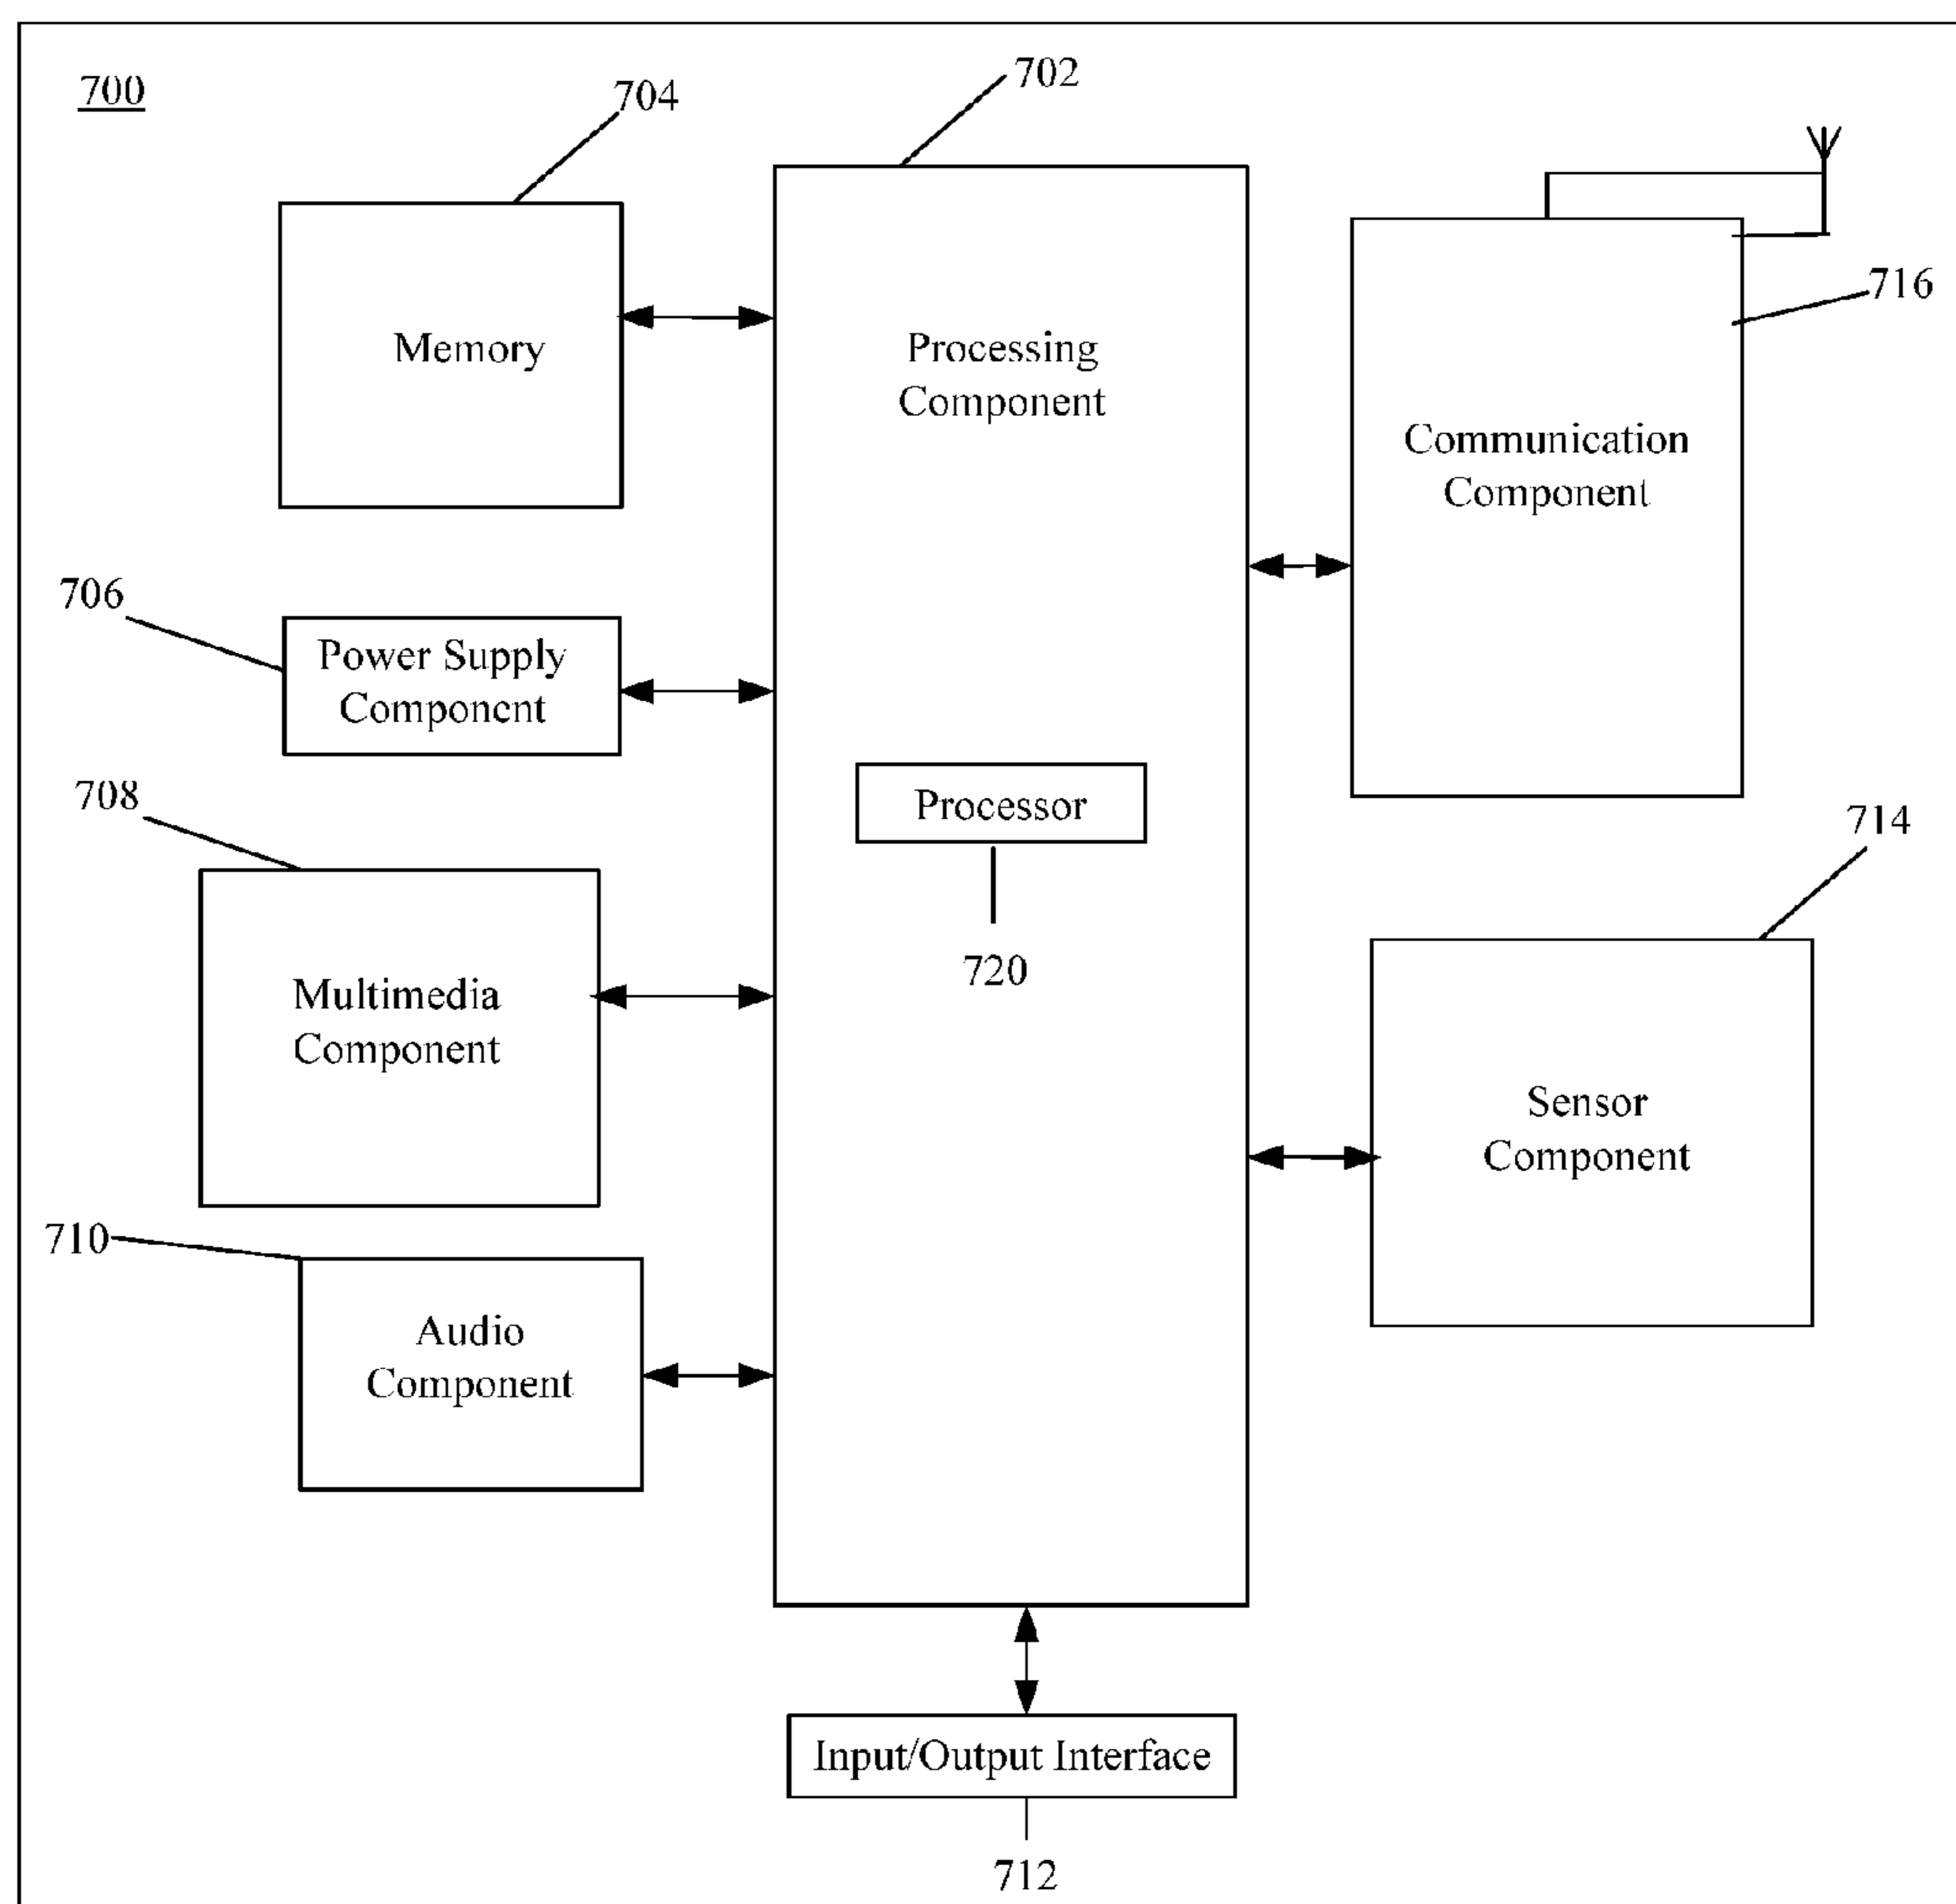 700
704
702
716
Memory
Processing
Component
Communication
Component
706
Power Supply
Component
708
Processor
714
720
Multimedia
Component
Sensor
Component
710
Audio
Component
Input/Output Interface
712